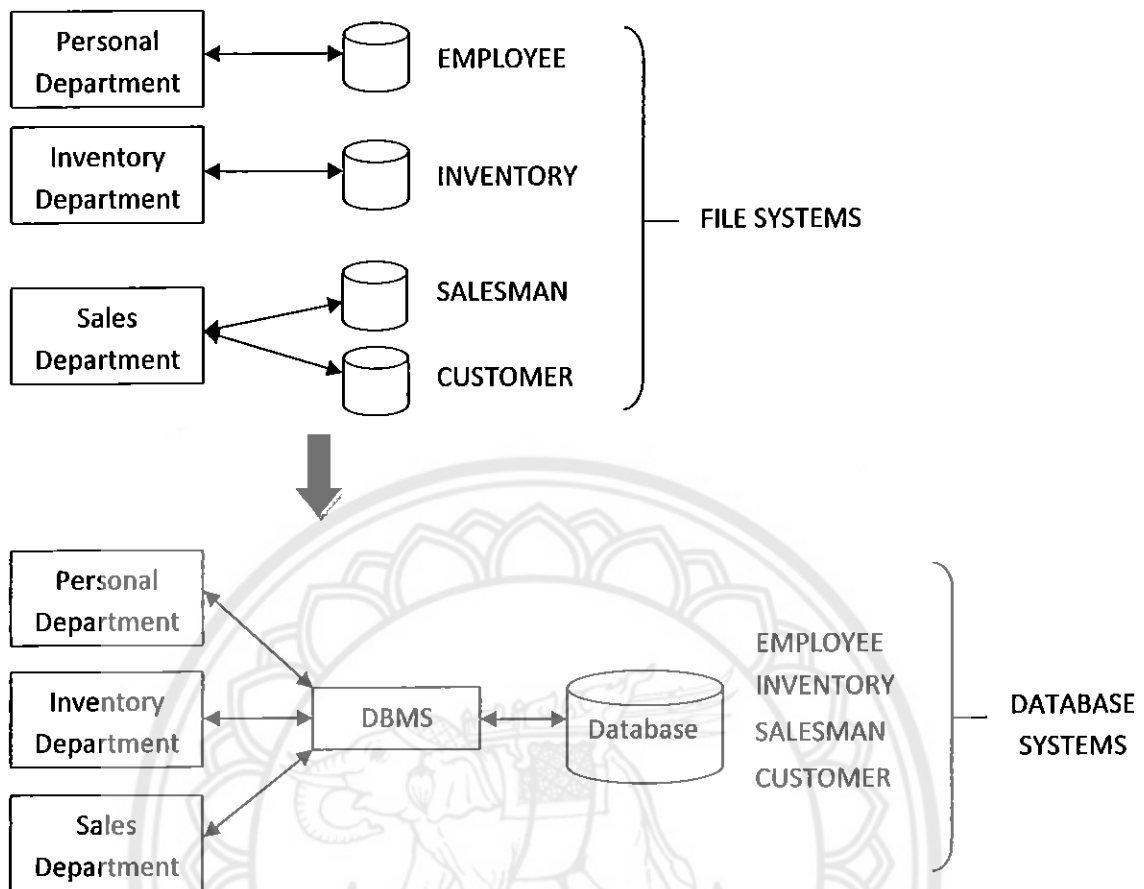 Personal
Department
EMPLOYEE
Inventory
Department
INVENTORY
FILE SYSTEMS
Sales
Department
SALESMAN
CUSTOMER
Personal
Department
Inventory
Department
DBMS
Database
EMPLOYEE
INVENTORY
SALESMAN
CUSTOMER
DATABASE
SYSTEMS
Sales
Department